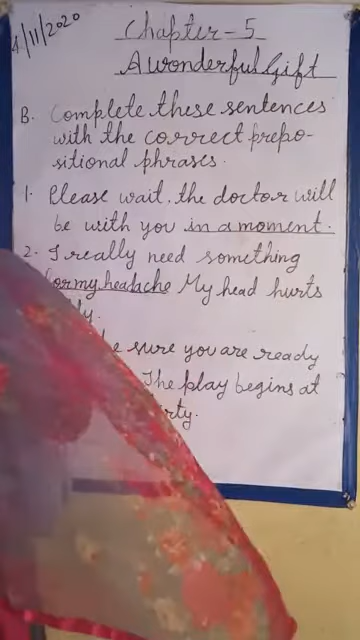 4/11/2020
Chapter-5
A wonderful Gift
B. Complete these sentences
with the correct prepo-
sitional phrases.
1. Please wait, the doctor will
be with you in a moment.
2. I really need something
for my headache My head hurts
sure you are ready
The play begins at